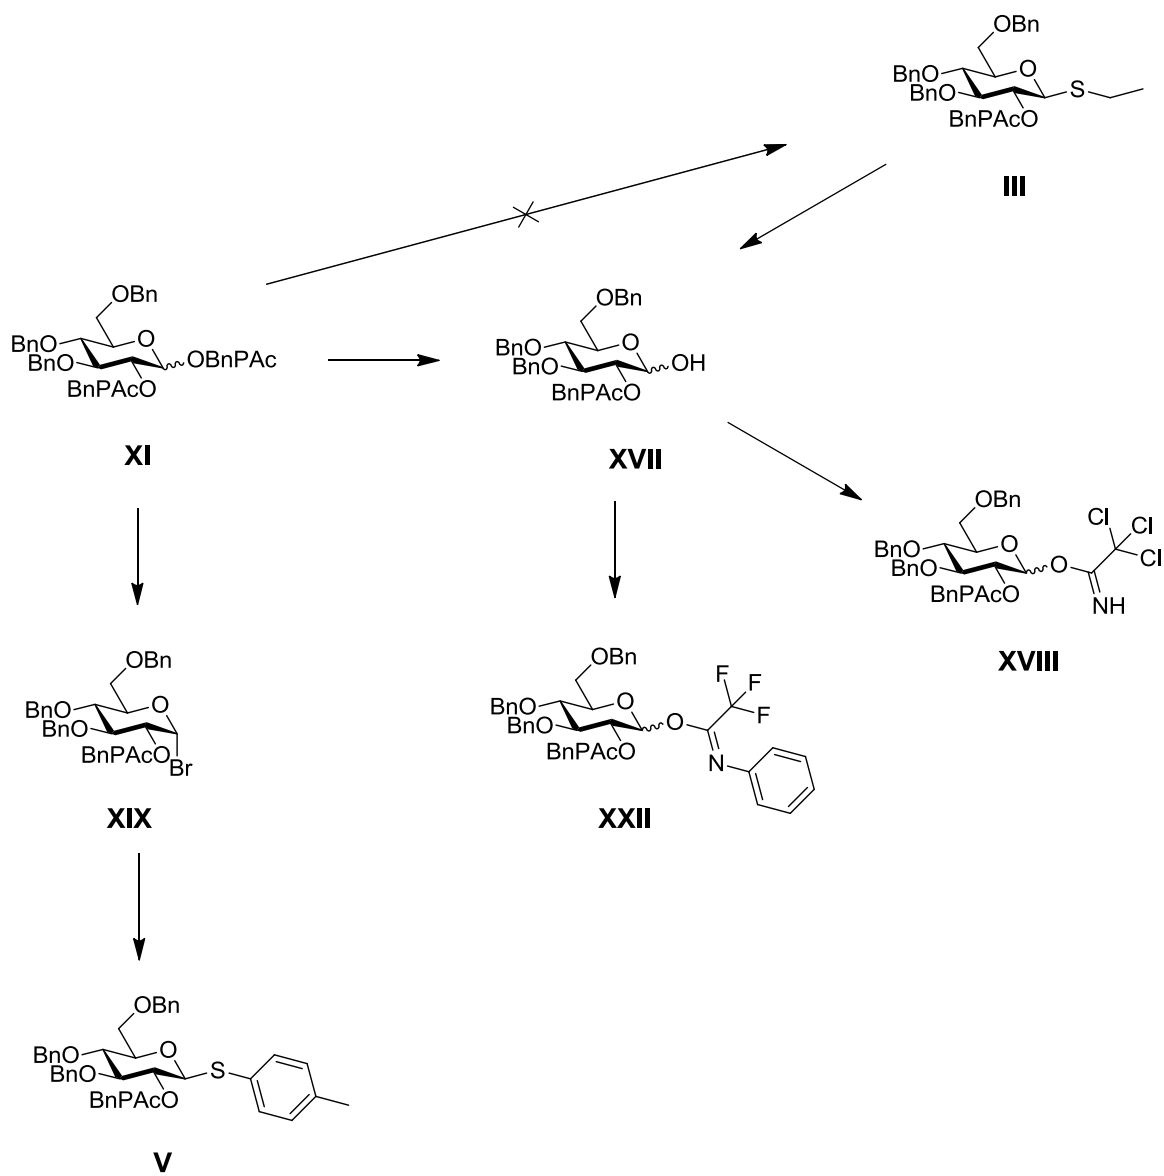 OBn
BnO
BnO
O
S
BnPAcO
III
OBn
BnO
BnO
O
OBnPAc
BnPAcO
XI
OBn
BnO
BnO
O
OH
BnPAcO
XVII
OBn
BnO
BnO
O
O
Cl
Cl
Cl
BnPAcO
NH
XVIII
OBn
BnO
BnO
O
BnPAcO
Br
XIX
OBn
BnO
BnO
O
O
F
F
F
BnPAcO
N
XXII
OBn
BnO
BnO
O
S
BnPAcO
V